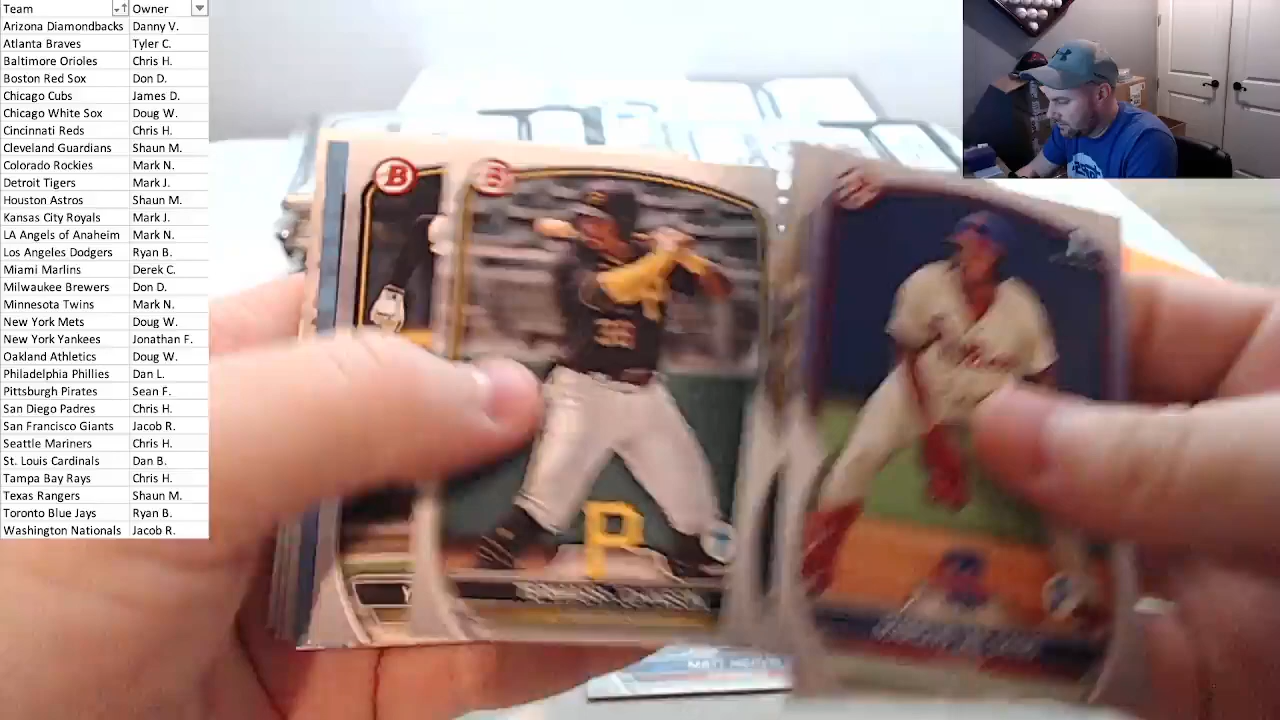 Team Owner
Arizona Diamondbacks Danny V.
Atlanta Braves Tyler C.
Baltimore Orioles Chris H.
Boston Red Sox Don D.
Chicago Cubs James D.
Chicago White Sox Doug W.
Cincinnati Reds Chris H.
Cleveland Guardians Shaun M.
Colorado Rockies Mark N.
Detroit Tigers Mark J.
Houston Astros Shaun M.
Kansas City Royals Mark J.
LA Angels of Anaheim Mark N.
Los Angeles Dodgers Ryan B.
Miami Marlins Derek C.
Milwaukee Brewers Don D.
Minnesota Twins Mark N.
New York Mets Doug W.
New York Yankees Jonathan F.
Oakland Athletics Doug W.
Philadelphia Phillies Dan L.
Pittsburgh Pirates Sean F.
San Diego Padres Chris H.
San Francisco Giants Jacob R.
Seattle Mariners Chris H.
St. Louis Cardinals Dan B.
Tampa Bay Rays Chris H.
Texas Rangers Shaun M.
Toronto Blue Jays Ryan B.
Washington Nationals Jacob R.
B
B
P
MATT